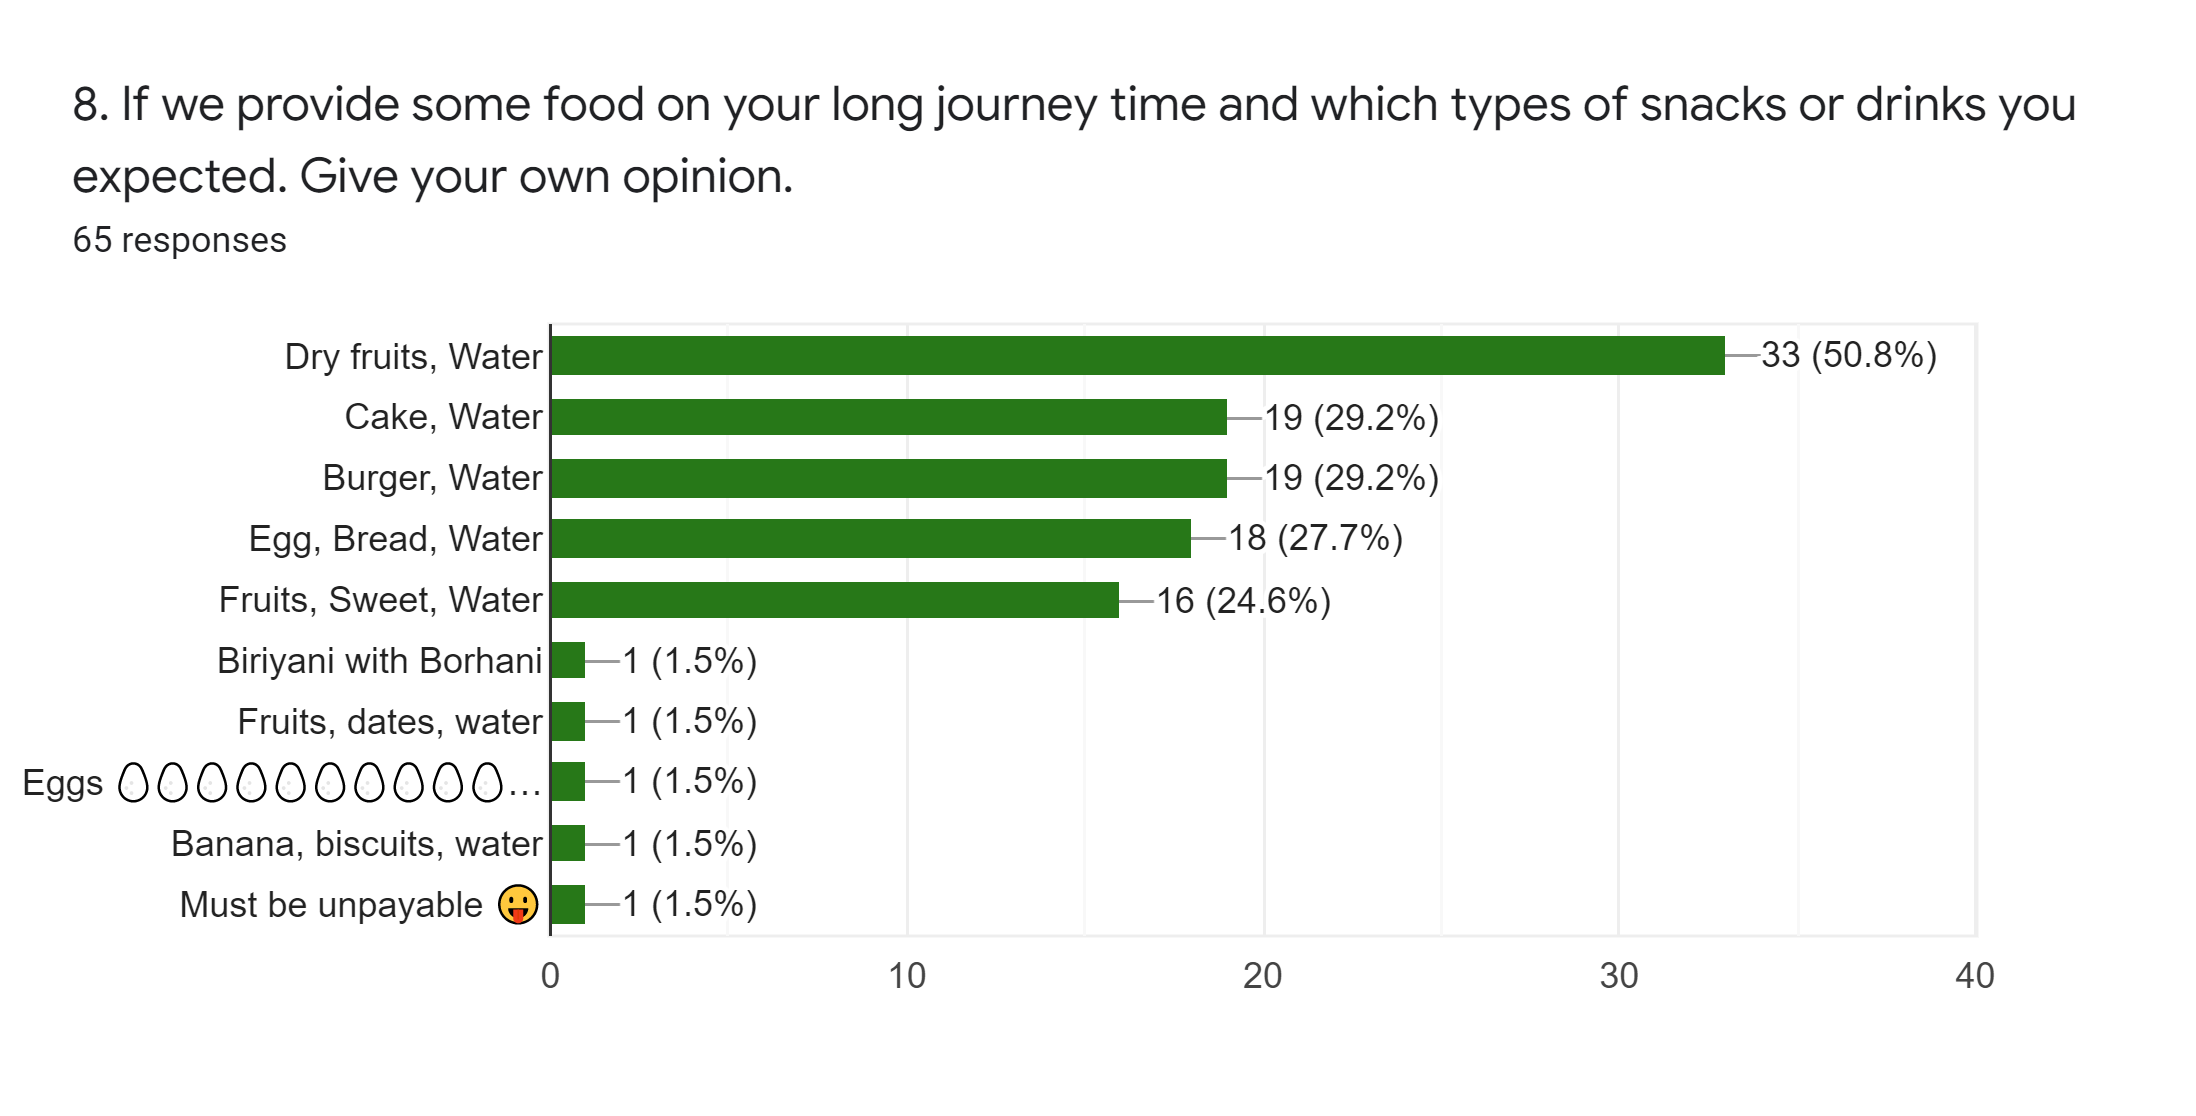 8. If we provide some food on your long journey time and which types of snacks or drinks you
expected. Give your own opinion.
65 responses
Dry fruits, Water 33 (50.8%)
Cake, Water 19 (29.2%)
Burger, Water 19 (29.2%)
Egg, Bread, Water 18 (27.7%)
Fruits, Sweet, Water 16 (24.6%)
Biriyani with Borhani 1 (1.5%)
Fruits, dates, water 1 (1.5%)
Eggs 🥚🥚🥚🥚🥚🥚🥚🥚🥚🥚... 1 (1.5%)
Banana, biscuits, water 1 (1.5%)
Must be unpayable 😛 1 (1.5%)
0 10 20 30 40